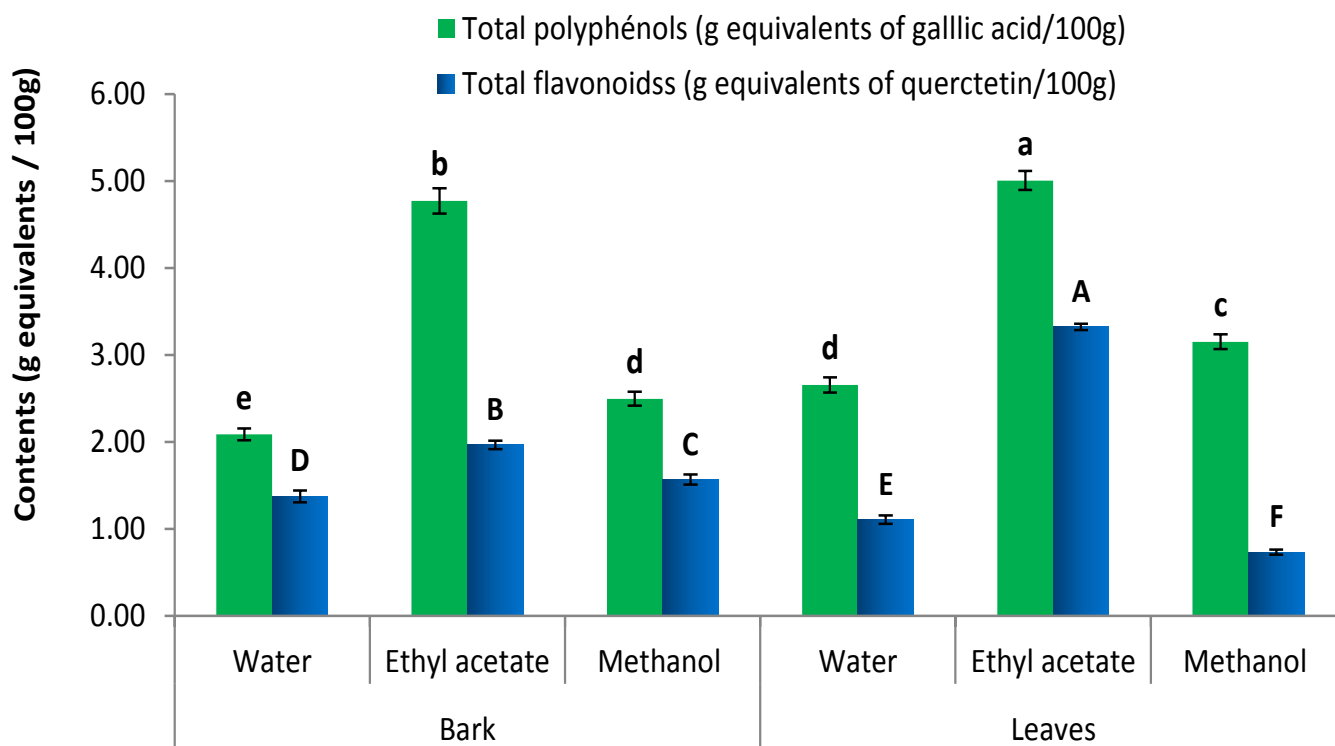 Total polyphénols (g equivalents of galllic acid/100g)
Total flavonoidss (g equivalents of querctetin/100g)
Contents (g equivalents / 100g)
6.00
5.00
4.00
3.00
2.00
1.00
0.00
e
D
b
B
d
C
d
E
a
A
c
F
Water
Ethyl acetate
Methanol
Water
Ethyl acetate
Methanol
Bark
Leaves